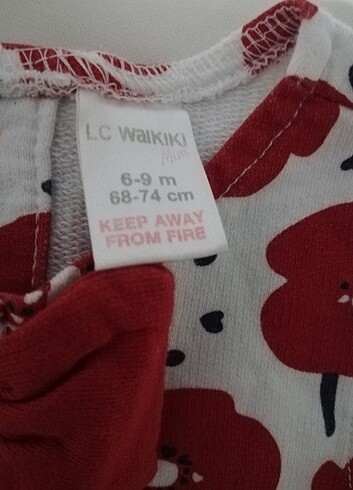 LC WaiKiKi
Mini
6-9 m
68-74 cm
KEEP AWAY
FROM FIRE